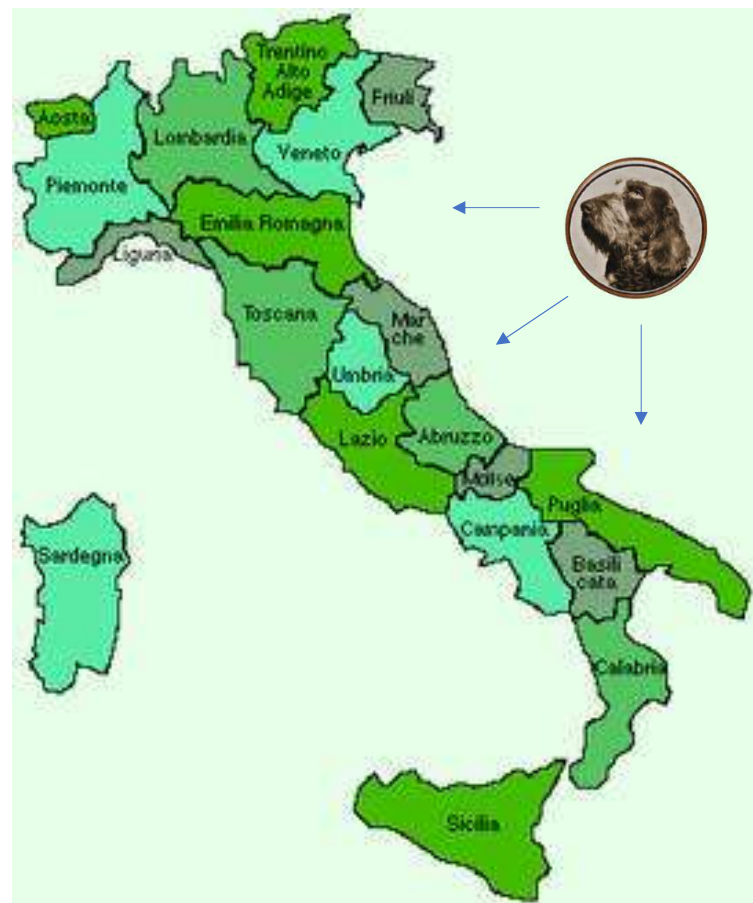 Trentino
Alto
Adige
Friuli
Aosta
Lombardia
Veneto
Piemonte
Emilia Romagna
Liguria
Toscana
Mar
che
Umbria
Lazio
Abruzzo
Molise
Puglia
Campania
Sardegna
Basili
cata
Calabria
Sicilia